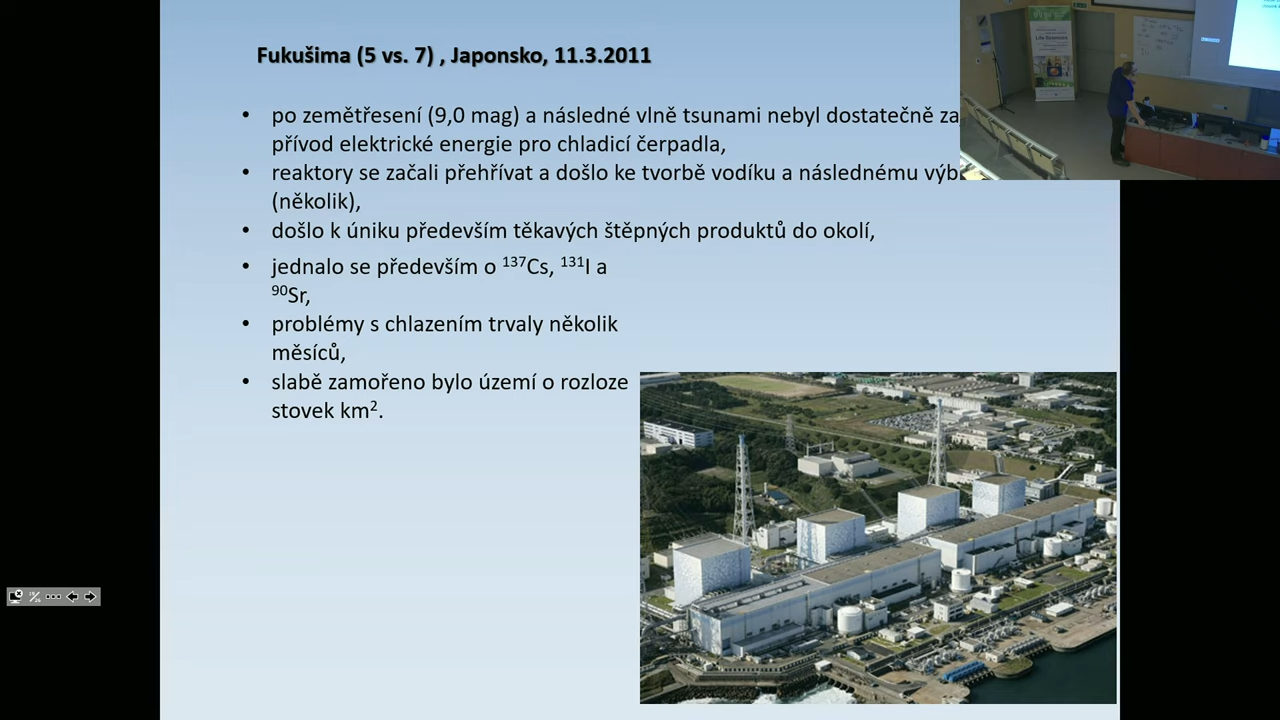 Fukušima (5 vs. 7) , Japonsko, 11.3.2011
• po zemětřesení (9,0 mag) a následné vlně tsunami nebyl dostatečně
přívod elektrické energie pro chladicí čerpadla,
• reaktory se začali přehřívat a došlo ke tvorbě vodíku a následnému
(několik),
• došlo k úniku především těkavých štěpných produktů do okolí,
• jednalo se především o ¹³⁷Cs, ¹³¹I a
⁹⁰Sr,
• problémy s chlazením trvaly několik
měsíců,
• slabě zamořeno bylo území o rozloze
stovek km².